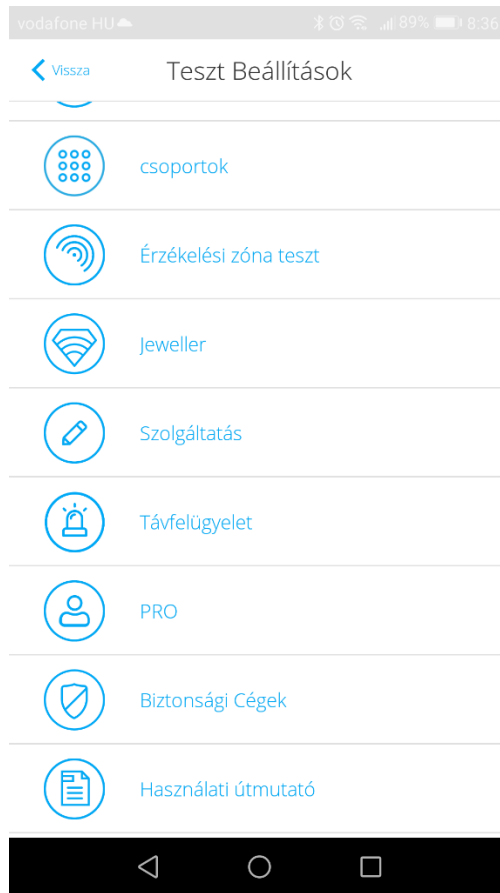 vodafone HU 89% 8:36
Vissza Teszt Beállítások
csoportok
Érzékelési zóna teszt
Jeweller
Szolgáltatás
Távfelügyelet
PRO
Biztonsági Cégek
Használati útmutató